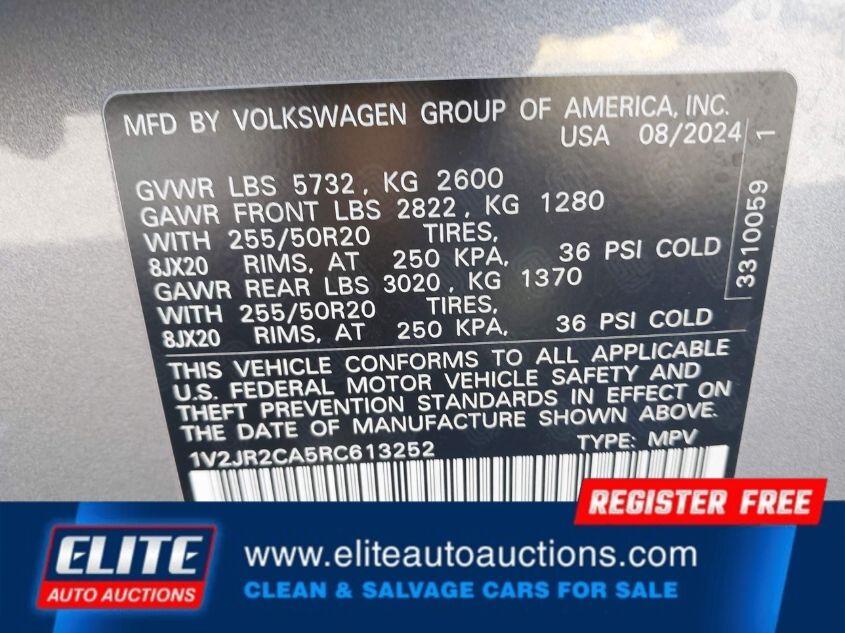 MFD BY VOLKSWAGEN GROUP OF AMERICA, INC.
USA 08/2024
1
3310059
GVWR LBS 5732, KG 2600
GAWR FRONT LBS 2822, KG 1280
WITH 255/50R20 TIRES,
8JX20 RIMS, AT 250 KPA, 36 PSI COLD
GAWR REAR LBS 3020, KG 1370
WITH 255/50R20 TIRES,
8JX20 RIMS, AT 250 KPA, 36 PSI COLD
THIS VEHICLE CONFORMS TO ALL APPLICABLE
U.S. FEDERAL MOTOR VEHICLE SAFETY AND
THEFT PREVENTION STANDARDS IN EFFECT ON
THE DATE OF MANUFACTURE SHOWN ABOVE.
1V2JR2CA5RC613252 TYPE: MPV
REGISTER FREE
ELITE
AUTO AUCTIONS
www.eliteautoauctions.com
CLEAN & SALVAGE CARS FOR SALE